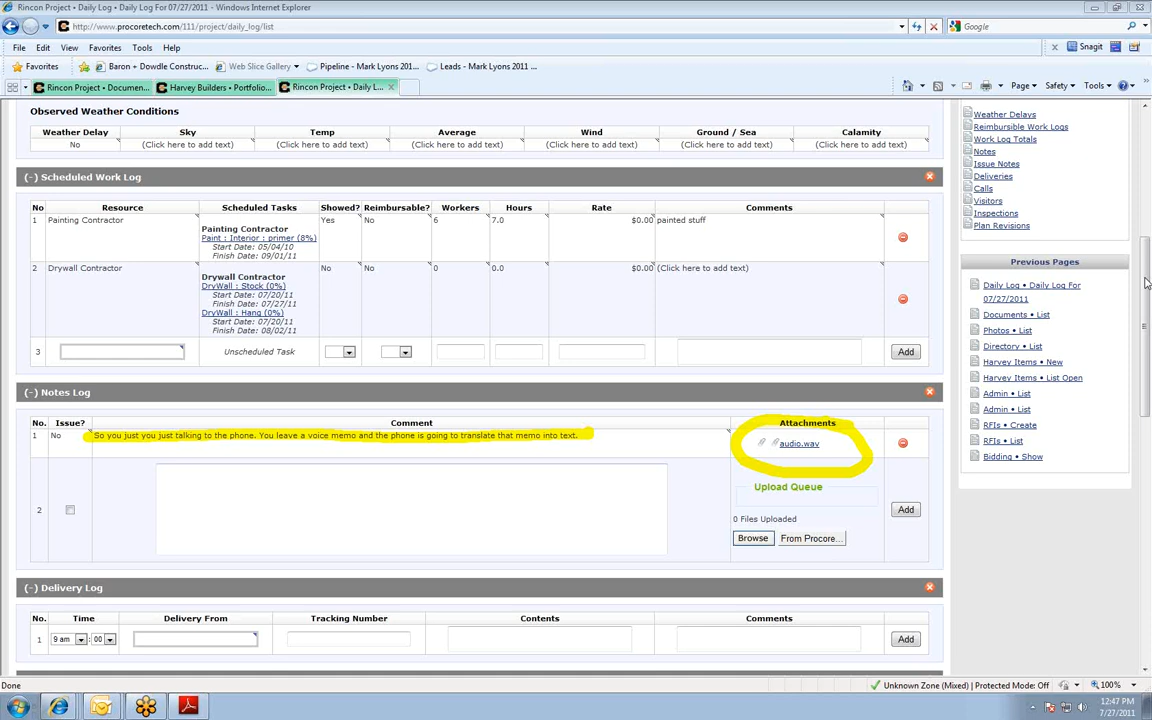 Rincon Project • Daily Log • Daily Log For 07/27/2011 - Windows Internet Explorer
http://www.procoretech.com/111/project/daily_log/list
Google
File Edit View Favorites Tools Help
Snagit
Favorites Baron + Dowdle Construc... Web Slice Gallery Pipeline - Mark Lyons 201... Leads - Mark Lyons 2011 ...
Rincon Project • Documen... Harvey Builders • Portfolio... Rincon Project • Daily L...
Page Safety Tools
Observed Weather Conditions
Weather Delay Sky Temp Average Wind Ground / Sea Calamity
No (Click here to add text) (Click here to add text) (Click here to add text) (Click here to add text) (Click here to add text) (Click here to add text)
(-) Scheduled Work Log
No Resource Scheduled Tasks Showed? Reimbursable? Workers Hours Rate Comments
1 Painting Contractor Yes No 6 7.0 $0.00 painted stuff
Painting Contractor
Paint : Interior : primer (8%)
Start Date: 05/04/10
Finish Date: 09/01/11
2 Drywall Contractor No No 0 0.0 $0.00 (Click here to add text)
Drywall Contractor
DryWall : Stock (0%)
Start Date: 07/20/11
Finish Date: 07/27/11
DryWall : Hang (0%)
Start Date: 07/20/11
Finish Date: 08/02/11
3 Unscheduled Task Add
(-) Notes Log
No. Issue? Comment Attachments
1 No So you just you just talking to the phone. You leave a voice memo and the phone is going to translate that memo into text.
audio.wav
Upload Queue
2 Add
0 Files Uploaded
Browse From Procore...
(-) Delivery Log
No. Time Delivery From Tracking Number Contents Comments
1 9 am : 00 Add
Weather Delays
Reimbursible Work Logs
Work Log Totals
Notes
Issue Notes
Deliveries
Calls
Visitors
Inspections
Plan Revisions
Previous Pages
Daily Log • Daily Log For
07/27/2011
Documents • List
Photos • List
Directory • List
Harvey Items • New
Harvey Items • List Open
Admin • List
Admin • List
RFIs • Create
RFIs • List
Bidding • Show
Done Unknown Zone (Mixed) | Protected Mode: Off 100%
12:47 PM
7/27/2011